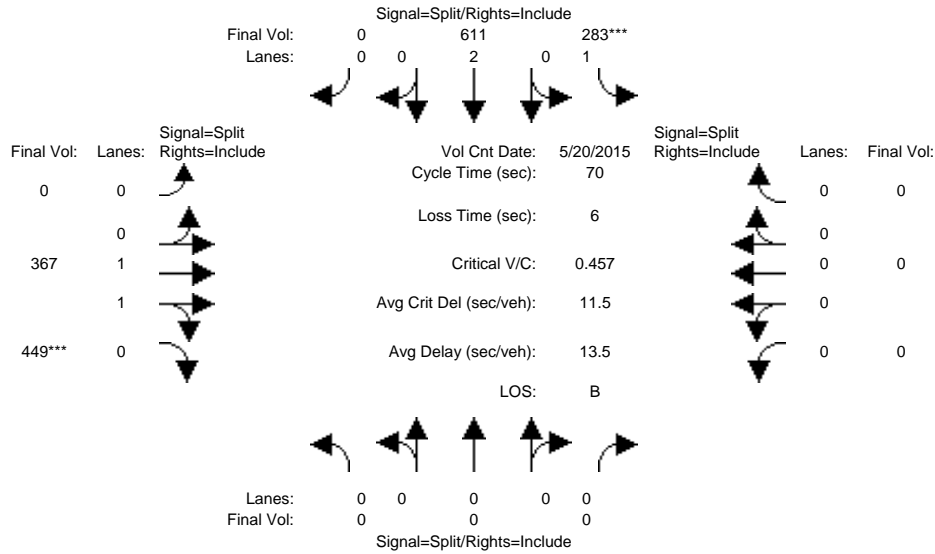 Signal=Split/Rights=Include
Final Vol: 0 611 283***
Lanes: 0 0 2 0 1
Signal=Split Signal=Split
Final Vol: Lanes: Rights=Include Vol Cnt Date: 5/20/2015 Rights=Include Lanes: Final Vol:
Cycle Time (sec): 70
0 0 0 0
Loss Time (sec): 6
0 0
367 1 Critical V/C: 0.457 0 0
1 Avg Crit Del (sec/veh): 11.5 0
449*** 0 Avg Delay (sec/veh): 13.5 0 0
LOS: B
Lanes: 0 0 0 0 0
Final Vol: 0 0 0
Signal=Split/Rights=Include